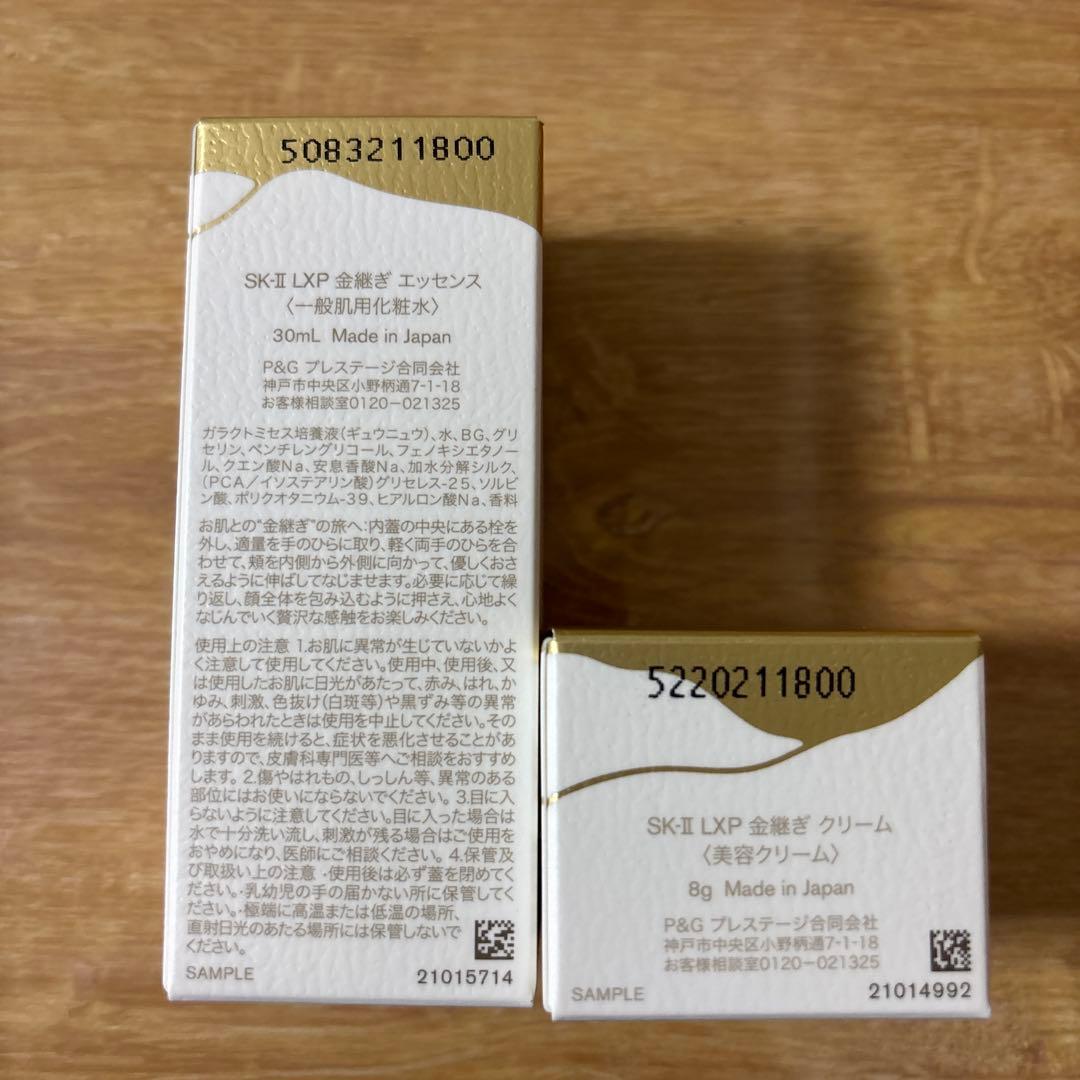 5083211800
SK-II LXP 金継ぎ エッセンス
〈一般肌用化粧水〉
30mL Made in Japan
P&G プレステージ合同会社
神戸市中央区小野柄通7-1-18
お客様相談室0120-021325
ガラクトミセス培養液(ギュウニュウ)、水、BG、グリ
セリン、ペンチレングリコール、フェノキシエタノー
ル、クエン酸Na、安息香酸Na、加水分解シルク、
(PCA/イソステアリン酸)グリセレス-25、ソルビ
ン酸、ポリクオタニウム-39、ヒアルロン酸Na、香料
お肌との"金継ぎ"の旅へ:内蓋の中央にある栓を
外し、適量を手のひらに取り、軽く両手のひらを合
わせて、頬を内側から外側に向かって、優しくおさ
えるように伸ばしてなじませます。必要に応じて繰
り返し、顔全体を包み込むように押さえ、心地よく
なじんでいく贅沢な感触をお楽しみください。
使用上の注意 1.お肌に異常が生じていないかよ
く注意して使用してください。使用中、使用後、又
は使用したお肌に日光があたって、赤み、はれ、か
ゆみ、刺激、色抜け(白斑等)や黒ずみ等の異常
があらわれたときは使用を中止してください。その
まま使用を続けると、症状を悪化させることがあ
りますので、皮膚科専門医等へご相談をおすすめ
します。2.傷やはれもの、しっしん等、異常のある
部位にはお使いにならないでください。3.目に入
らないように注意してください。目に入った場合は
水で十分洗い流し、刺激が残る場合はご使用を
おやめになり、医師にご相談ください。4.保管及
び取扱い上の注意・使用後は必ず蓋を閉めてく
ださい。・乳幼児の手の届かない所に保管してく
ださい。・極端に高温または低温の場所、
直射日光のあたる場所には保管しないで
ください。
SAMPLE
21015714
5220211800
SK-II LXP 金継ぎ クリーム
〈美容クリーム〉
8g Made in Japan
P&G プレステージ合同会社
神戸市中央区小野柄通7-1-18
お客様相談室0120-021325
SAMPLE
21014992